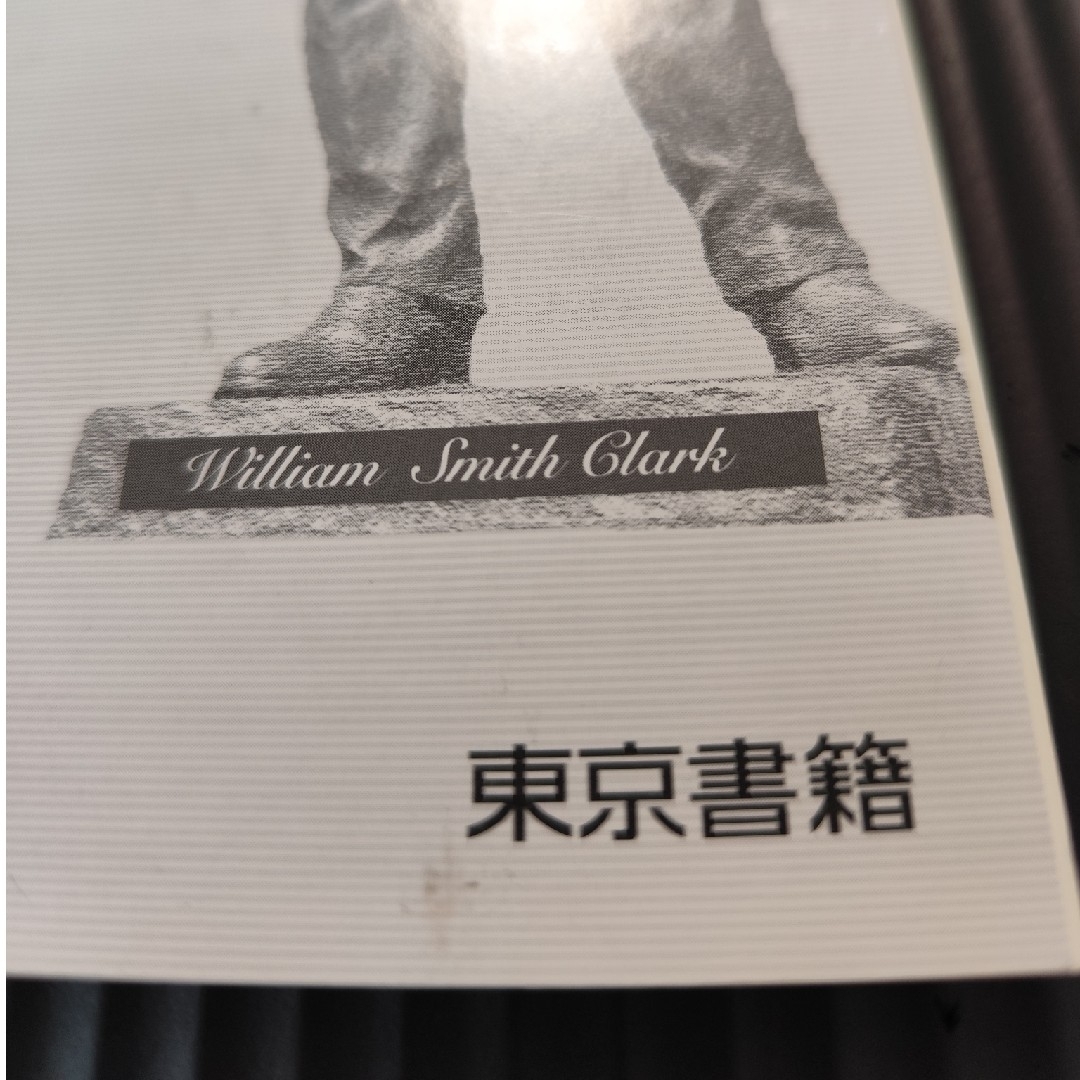 William Smith Clark
東京書籍